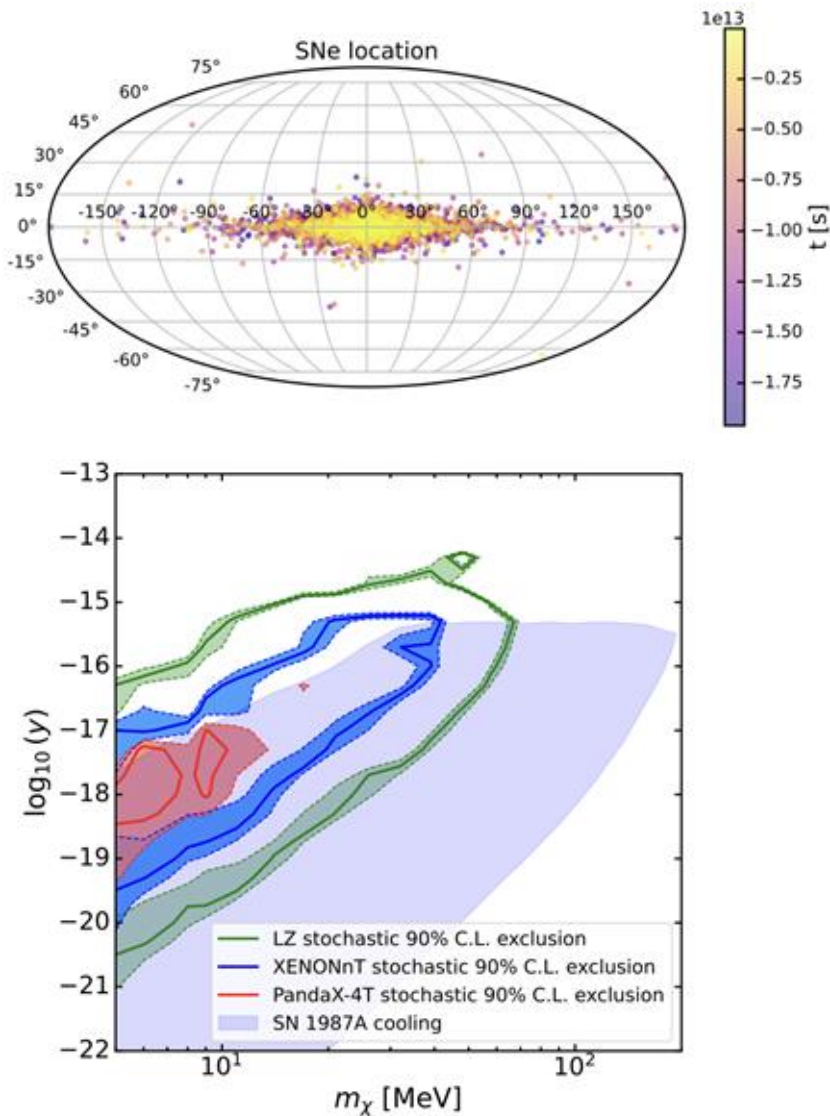 1e13
SNe location
75°
60°
45°
30°
15°
0°
-15°
-30°
-45°
-60°
-75°
-150° -120° -90° -60° -30° 0° 30° 60° 90° 120° 150°
−0.25
−0.50
−0.75
−1.00
−1.25
−1.50
−1.75
t [s]
−13
−14
−15
−16
−17
−18
−19
−20
−21
−22
log₁₀(y)
LZ stochastic 90% C.L. exclusion
XENONnT stochastic 90% C.L. exclusion
PandaX-4T stochastic 90% C.L. exclusion
SN 1987A cooling
10¹ 10²
mχ [MeV]